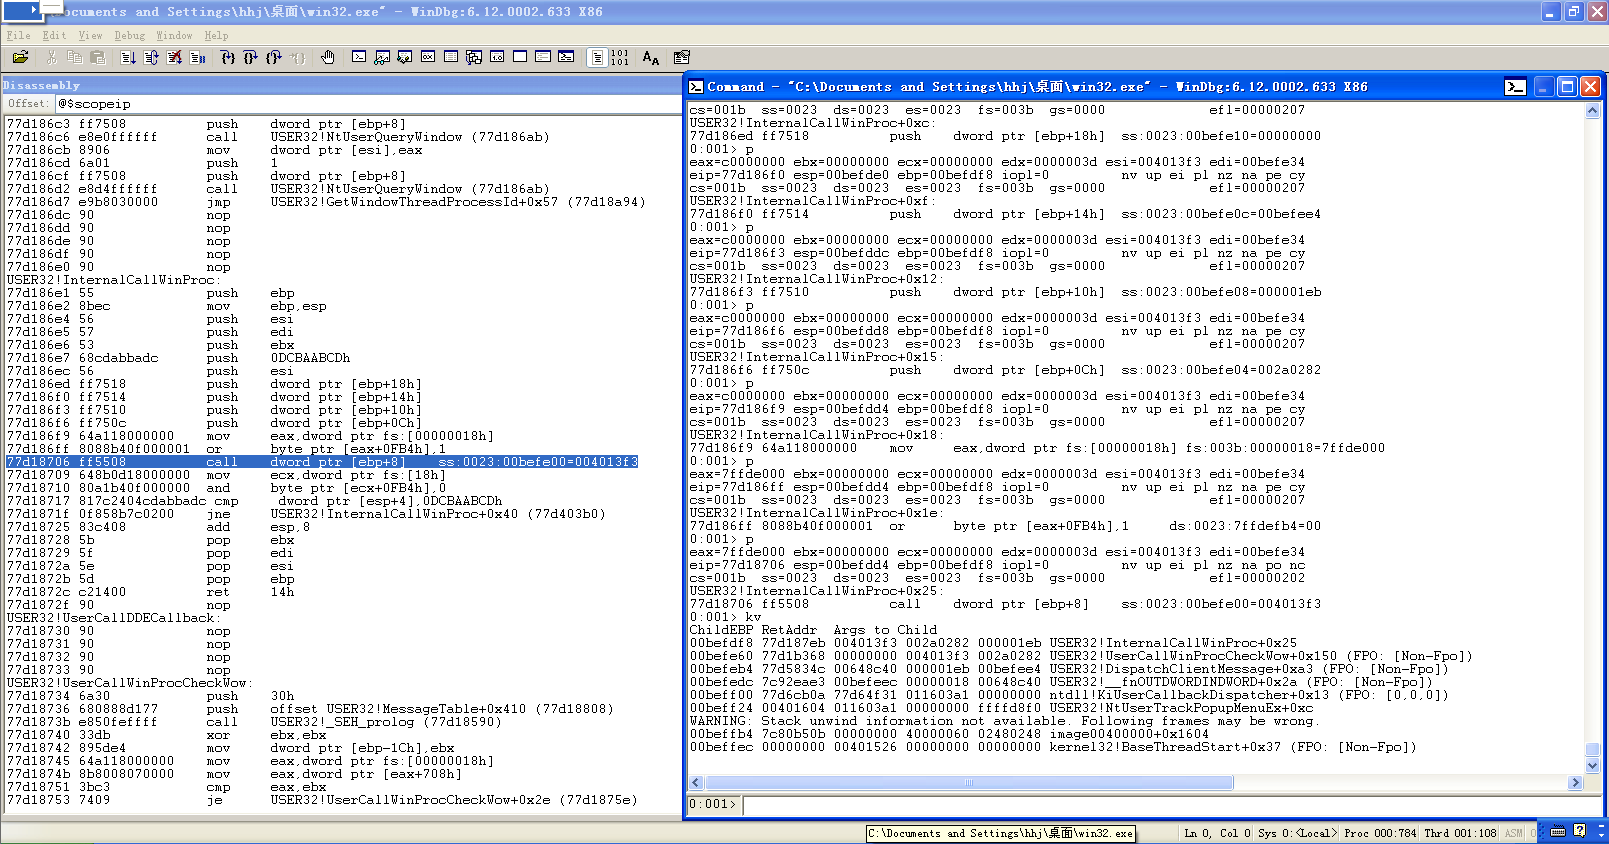 Documents and Settings\hhj\桌面\win32.exe" - WinDbg:6.12.0002.633 X86
File Edit View Debug Window Help
Disassembly
Offset: @$scopeip
77d186c3 ff7508 push dword ptr [ebp+8]
77d186c6 e8e0ffffff call USER32!NtUserQueryWindow (77d186ab)
77d186cb 8906 mov dword ptr [esi],eax
77d186cd 6a01 push 1
77d186cf ff7508 push dword ptr [ebp+8]
77d186d2 e8d4ffffff call USER32!NtUserQueryWindow (77d186ab)
77d186d7 e9b8030000 jmp USER32!GetWindowThreadProcessId+0x57 (77d18a94)
77d186dc 90 nop
77d186dd 90 nop
77d186de 90 nop
77d186df 90 nop
77d186e0 90 nop
USER32!InternalCallWinProc:
77d186e1 55 push ebp
77d186e2 8bec mov ebp,esp
77d186e4 56 push esi
77d186e5 57 push edi
77d186e6 53 push ebx
77d186e7 68cdabbadc push 0DCBAABCDh
77d186ec 56 push esi
77d186ed ff7518 push dword ptr [ebp+18h]
77d186f0 ff7514 push dword ptr [ebp+14h]
77d186f3 ff7510 push dword ptr [ebp+10h]
77d186f6 ff750c push dword ptr [ebp+0Ch]
77d186f9 64a118000000 mov eax,dword ptr fs:[00000018h]
77d186ff 8088b40f000001 or byte ptr [eax+0FB4h],1
77d18706 ff5508 call dword ptr [ebp+8] ss:0023:00befe00=004013f3
77d18709 648b0d18000000 mov ecx,dword ptr fs:[18h]
77d18710 80a1b40f000000 and byte ptr [ecx+0FB4h],0
77d18717 817c2404cdabbadc cmp dword ptr [esp+4],0DCBAABCDh
77d1871f 0f858b7c0200 jne USER32!InternalCallWinProc+0x40 (77d403b0)
77d18725 83c408 add esp,8
77d18728 5b pop ebx
77d18729 5f pop edi
77d1872a 5e pop esi
77d1872b 5d pop ebp
77d1872c c21400 ret 14h
77d1872f 90 nop
USER32!UserCallDDECallback:
77d18730 90 nop
77d18731 90 nop
77d18732 90 nop
77d18733 90 nop
USER32!UserCallWinProcCheckWow:
77d18734 6a30 push 30h
77d18736 680888d177 push offset USER32!MessageTable+0x410 (77d18808)
77d1873b e850feffff call USER32!_SEH_prolog (77d18590)
77d18740 33db xor ebx,ebx
77d18742 895de4 mov dword ptr [ebp-1Ch],ebx
77d18745 64a118000000 mov eax,dword ptr fs:[00000018h]
77d1874b 8b8008070000 mov eax,dword ptr [eax+708h]
77d18751 3bc3 cmp eax,ebx
77d18753 7409 je USER32!UserCallWinProcCheckWow+0x2e (77d1875e)
Command - "C:\Documents and Settings\hhj\桌面\win32.exe" - WinDbg:6.12.0002.633 X86
cs=001b ss=0023 ds=0023 es=0023 fs=003b gs=0000 efl=00000207
USER32!InternalCallWinProc+0xc:
77d186ed ff7518 push dword ptr [ebp+18h] ss:0023:00befe10=00000000
0:001> p
eax=c0000000 ebx=00000000 ecx=00000000 edx=0000003d esi=004013f3 edi=00befe34
eip=77d186f0 esp=00befde0 ebp=00befdf8 iopl=0 nv up ei pl nz na pe cy
cs=001b ss=0023 ds=0023 es=0023 fs=003b gs=0000 efl=00000207
USER32!InternalCallWinProc+0xf:
77d186f0 ff7514 push dword ptr [ebp+14h] ss:0023:00befe0c=00befee4
0:001> p
eax=c0000000 ebx=00000000 ecx=00000000 edx=0000003d esi=004013f3 edi=00befe34
eip=77d186f3 esp=00befddc ebp=00befdf8 iopl=0 nv up ei pl nz na pe cy
cs=001b ss=0023 ds=0023 es=0023 fs=003b gs=0000 efl=00000207
USER32!InternalCallWinProc+0x12:
77d186f3 ff7510 push dword ptr [ebp+10h] ss:0023:00befe08=000001eb
0:001> p
eax=c0000000 ebx=00000000 ecx=00000000 edx=0000003d esi=004013f3 edi=00befe34
eip=77d186f6 esp=00befdd8 ebp=00befdf8 iopl=0 nv up ei pl nz na pe cy
cs=001b ss=0023 ds=0023 es=0023 fs=003b gs=0000 efl=00000207
USER32!InternalCallWinProc+0x15:
77d186f6 ff750c push dword ptr [ebp+0Ch] ss:0023:00befe04=002a0282
0:001> p
eax=c0000000 ebx=00000000 ecx=00000000 edx=0000003d esi=004013f3 edi=00befe34
eip=77d186f9 esp=00befdd4 ebp=00befdf8 iopl=0 nv up ei pl nz na pe cy
cs=001b ss=0023 ds=0023 es=0023 fs=003b gs=0000 efl=00000207
USER32!InternalCallWinProc+0x18:
77d186f9 64a118000000 mov eax,dword ptr fs:[00000018h] fs:003b:00000018=7ffde000
0:001> p
eax=7ffde000 ebx=00000000 ecx=00000000 edx=0000003d esi=004013f3 edi=00befe34
eip=77d186ff esp=00befdd4 ebp=00befdf8 iopl=0 nv up ei pl nz na pe cy
cs=001b ss=0023 ds=0023 es=0023 fs=003b gs=0000 efl=00000207
USER32!InternalCallWinProc+0x1e:
77d186ff 8088b40f000001 or byte ptr [eax+0FB4h],1 ds:0023:7ffdefb4=00
0:001> p
eax=7ffde000 ebx=00000000 ecx=00000000 edx=0000003d esi=004013f3 edi=00befe34
eip=77d18706 esp=00befdd4 ebp=00befdf8 iopl=0 nv up ei pl nz na po nc
cs=001b ss=0023 ds=0023 es=0023 fs=003b gs=0000 efl=00000202
USER32!InternalCallWinProc+0x25:
77d18706 ff5508 call dword ptr [ebp+8] ss:0023:00befe00=004013f3
0:001> kv
ChildEBP RetAddr Args to Child
00befdf8 77d187eb 004013f3 002a0282 000001eb USER32!InternalCallWinProc+0x25
00befe60 77d1b368 00000000 004013f3 002a0282 USER32!UserCallWinProcCheckWow+0x150 (FPO: [Non-Fpo])
00befeb4 77d5834c 00648c40 000001eb 00befee4 USER32!DispatchClientMessage+0xa3 (FPO: [Non-Fpo])
00befedc 7c92eae3 00befeec 00000018 00648c40 USER32!__fnOUTDWORDINDWORD+0x2a (FPO: [Non-Fpo])
00beff00 77d6cb0a 77d64f31 011603a1 00000000 ntdll!KiUserCallbackDispatcher+0x13 (FPO: [0,0,0])
00beff24 00401604 011603a1 00000000 ffffd8f0 USER32!NtUserTrackPopupMenuEx+0xc
WARNING: Stack unwind information not available. Following frames may be wrong.
00beffb4 7c80b50b 00000000 40000060 02480248 image00400000+0x1604
00beffec 00000000 00401526 00000000 00000000 kernel32!BaseThreadStart+0x37 (FPO: [Non-Fpo])
0:001>
C:\Documents and Settings\hhj\桌面\win32.exe
Ln 0, Col 0 Sys 0:<Local> Proc 000:784 Thrd 001:108 ASM